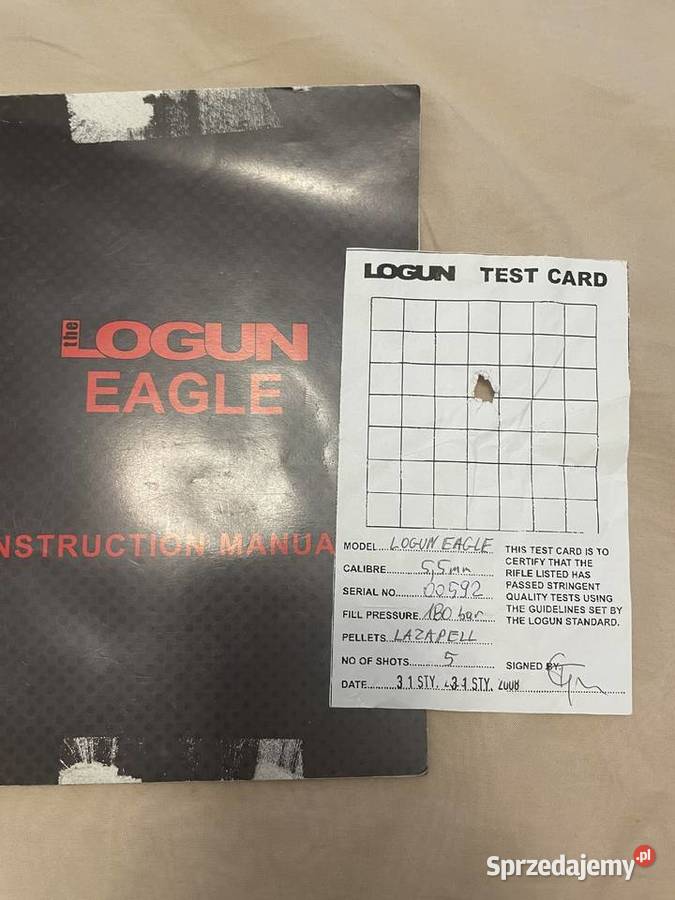 the LOGUN
EAGLE
NSTRUCTION MANUA
LOGUN TEST CARD
MODEL...LOGUN EAGLE
CALIBRE...5,5mm
SERIAL NO...00592
FILL PRESSURE...180 bar
PELLETS...LAZAPELL
NO OF SHOTS...5
DATE...31 STY. 31 STY. 2008
THIS TEST CARD IS TO
CERTIFY THAT THE
RIFLE LISTED HAS
PASSED STRINGENT
QUALITY TESTS USING
THE GUIDELINES SET BY
THE LOGUN STANDARD.
SIGNED BY
Sprzedajemy.pl